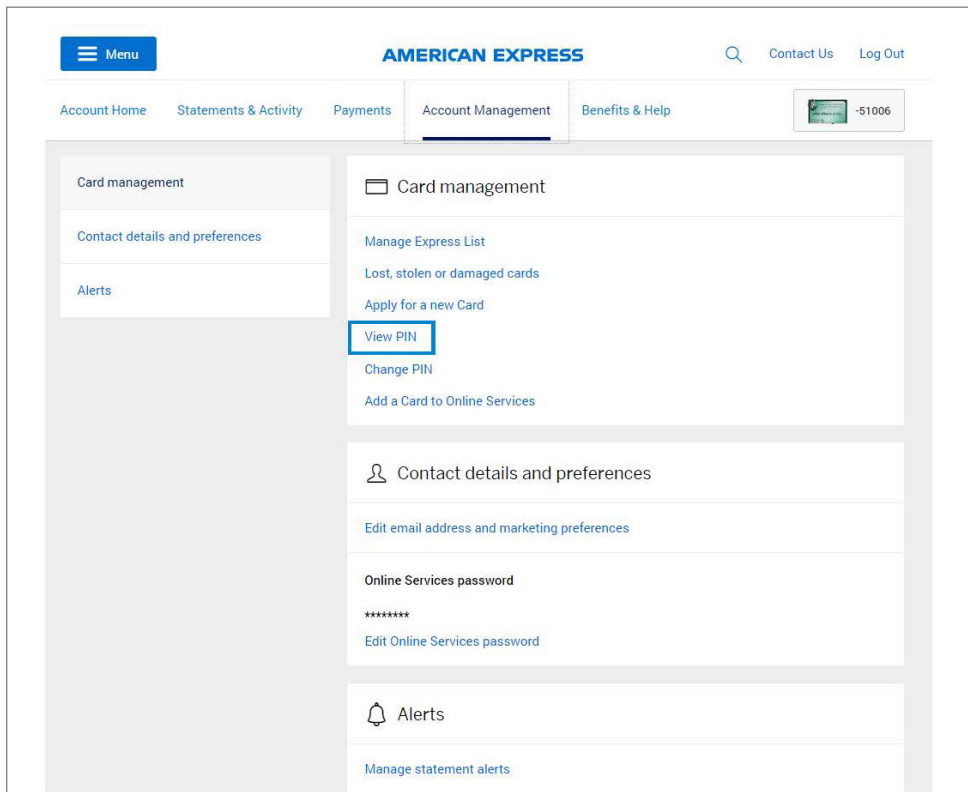 Menu
AMERICAN EXPRESS
Contact Us
Log Out
Account Home
Statements & Activity
Payments
Account Management
Benefits & Help
-51006
Card management
Contact details and preferences
Alerts
Card management
Manage Express List
Lost, stolen or damaged cards
Apply for a new Card
View PIN
Change PIN
Add a Card to Online Services
Contact details and preferences
Edit email address and marketing preferences
Online Services password
********
Edit Online Services password
Alerts
Manage statement alerts